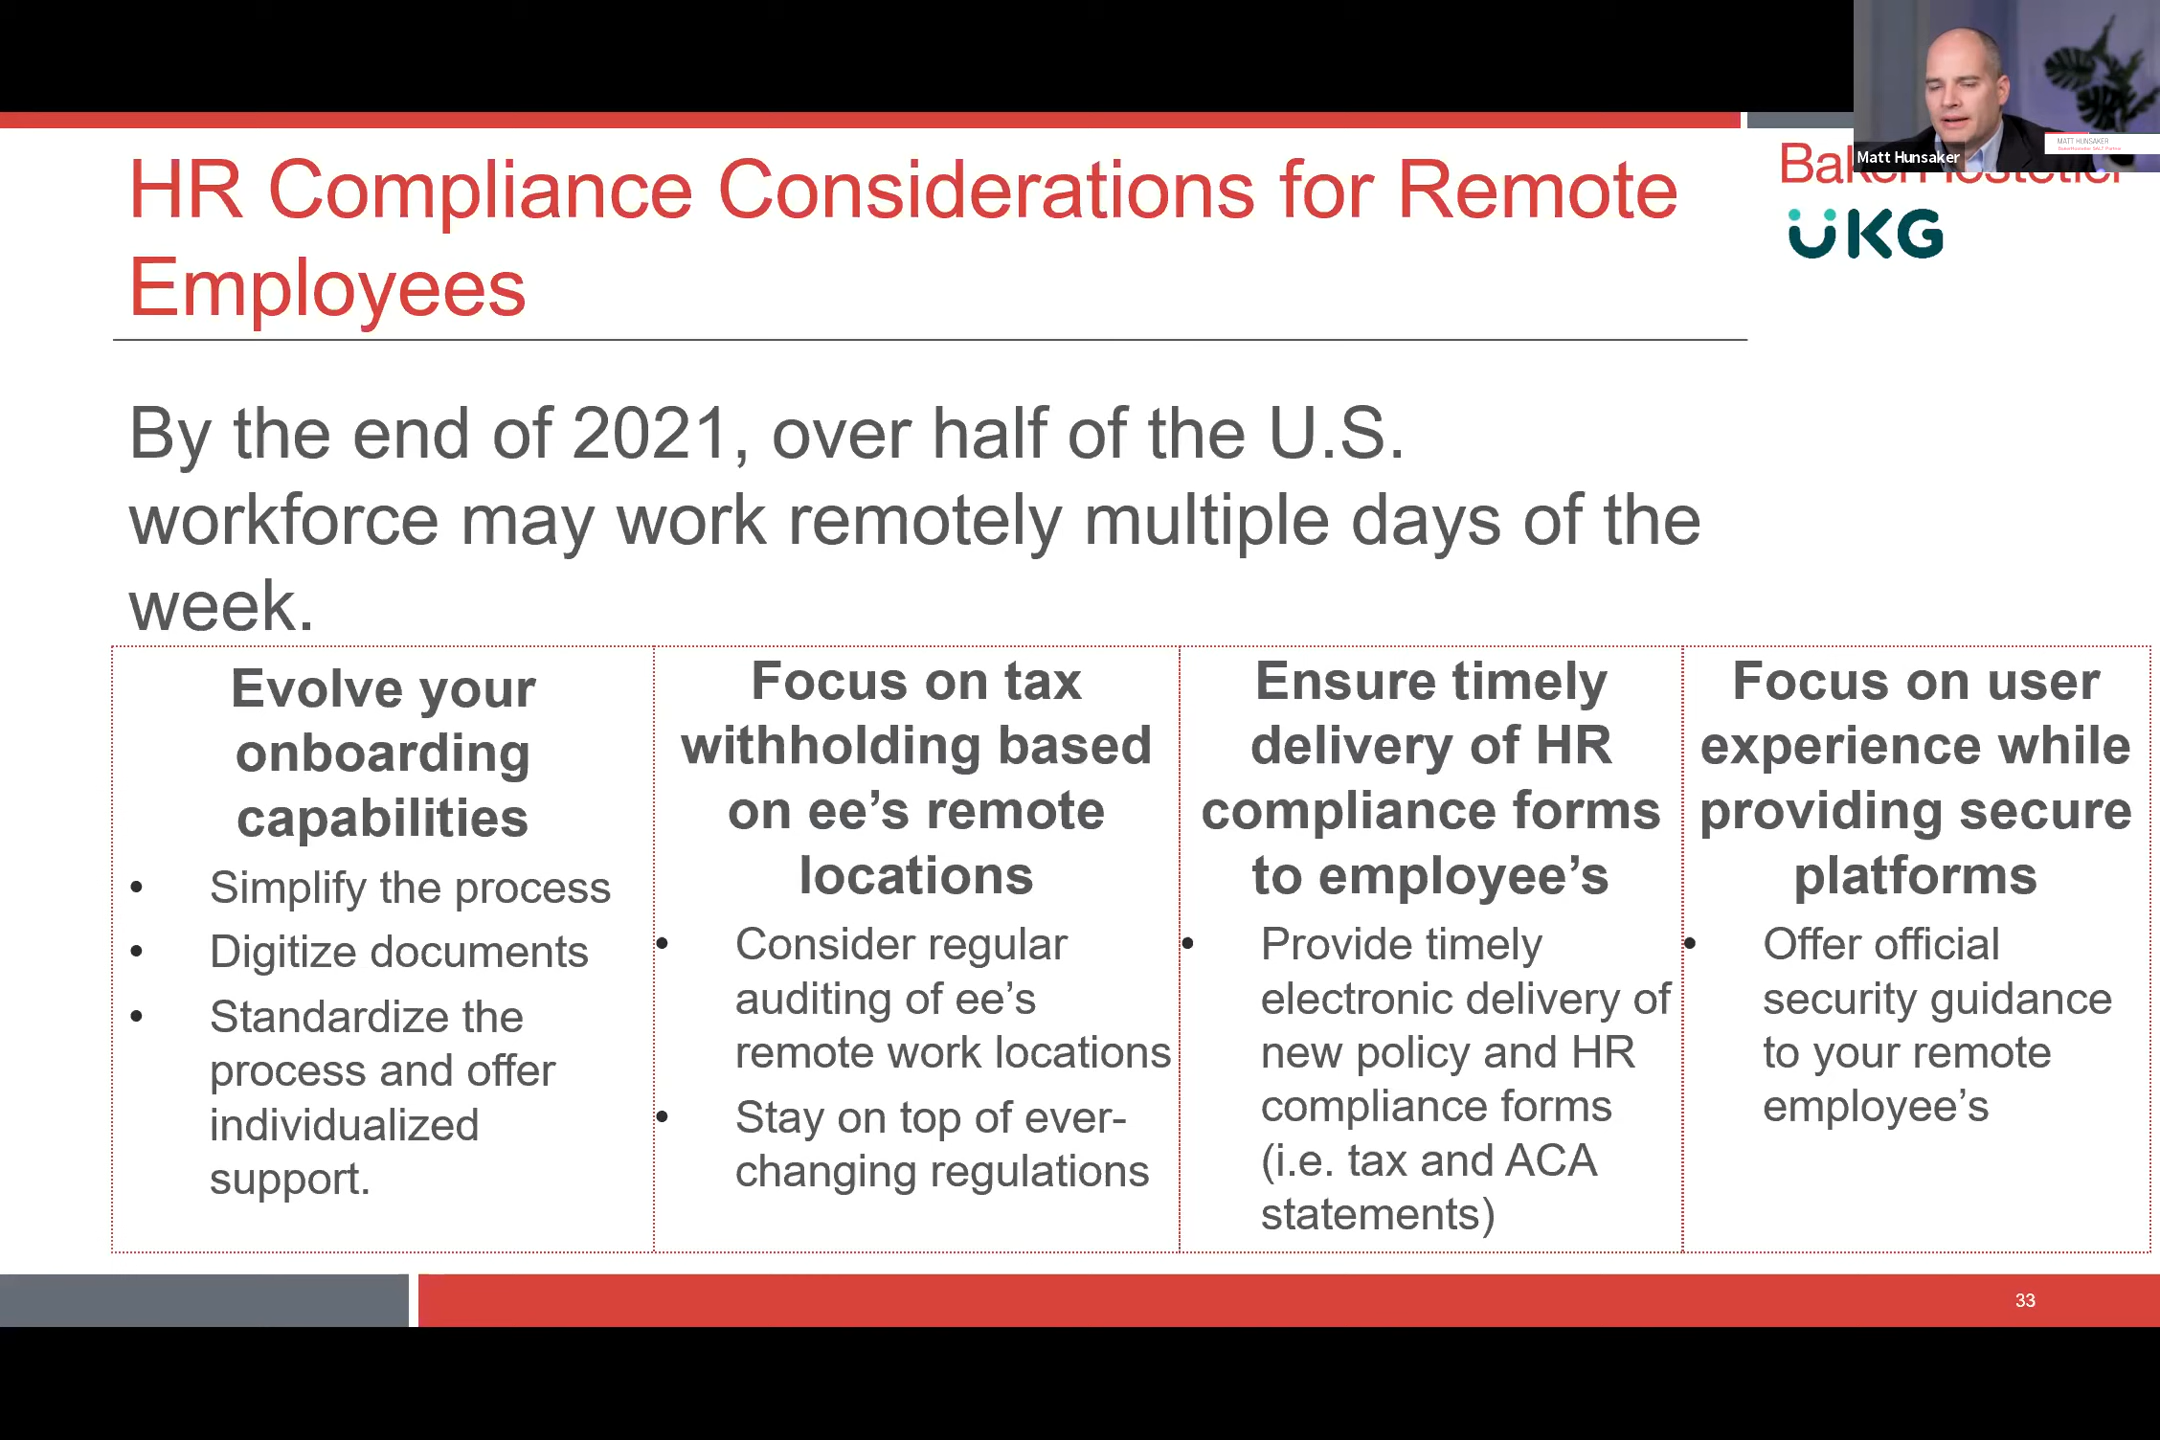 HR Compliance Considerations for Remote
Employees
Matt Hunsaker
MATT HUNSAKER
UKG
By the end of 2021, over half of the U.S.
workforce may work remotely multiple days of the
week.
Evolve your
onboarding
capabilities
• Simplify the process
• Digitize documents
• Standardize the
process and offer
individualized
support.
Focus on tax
withholding based
on ee’s remote
locations
• Consider regular
auditing of ee’s
remote work locations
• Stay on top of ever-
changing regulations
Ensure timely
delivery of HR
compliance forms
to employee’s
• Provide timely
electronic delivery of
new policy and HR
compliance forms
(i.e. tax and ACA
statements)
Focus on user
experience while
providing secure
platforms
• Offer official
security guidance
to your remote
employee’s
33